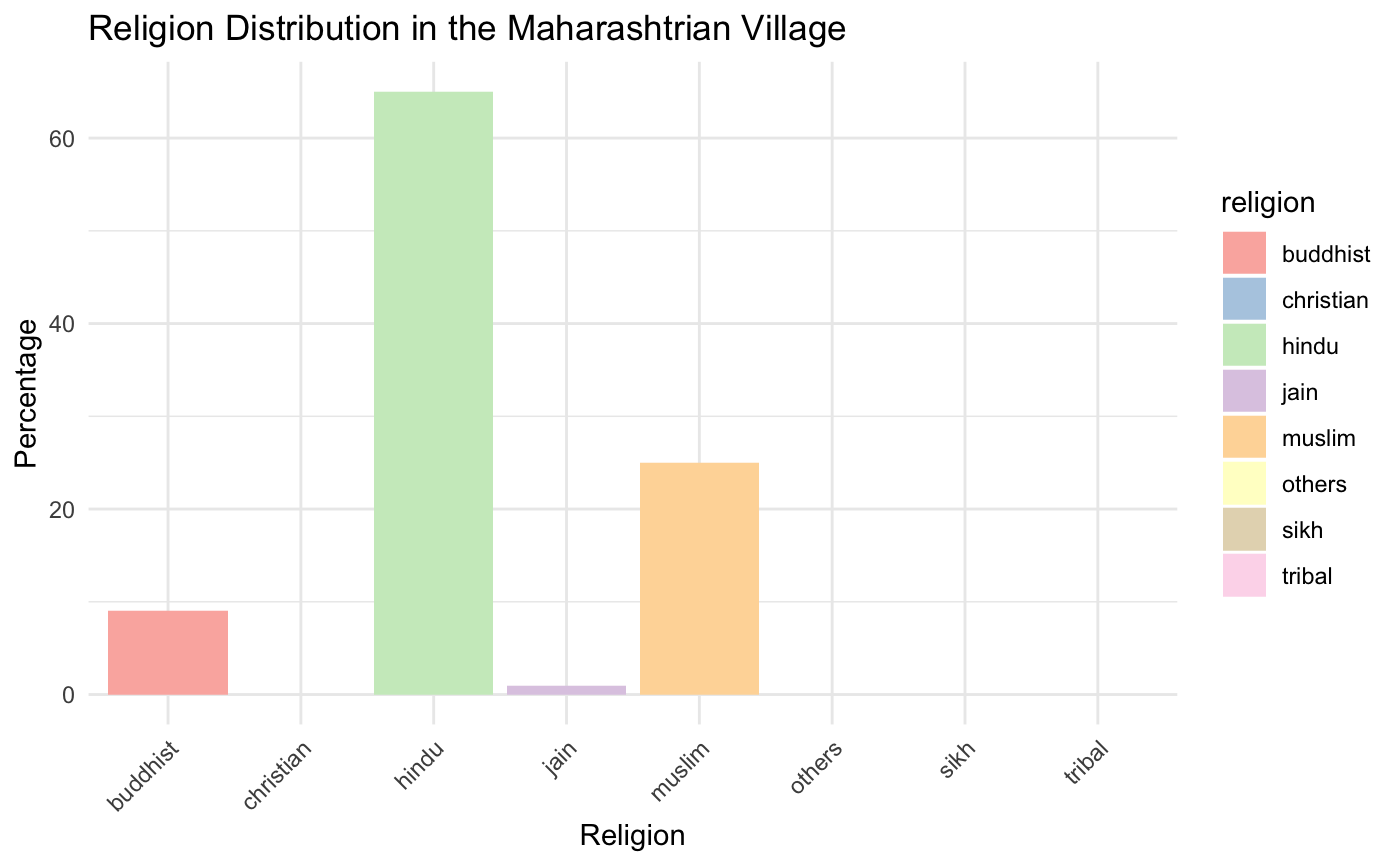 Religion Distribution in the Maharashtrian Village
Percentage
60
40
20
0
buddhist
christian
hindu
jain
muslim
others
sikh
tribal
Religion
religion
buddhist
christian
hindu
jain
muslim
others
sikh
tribal